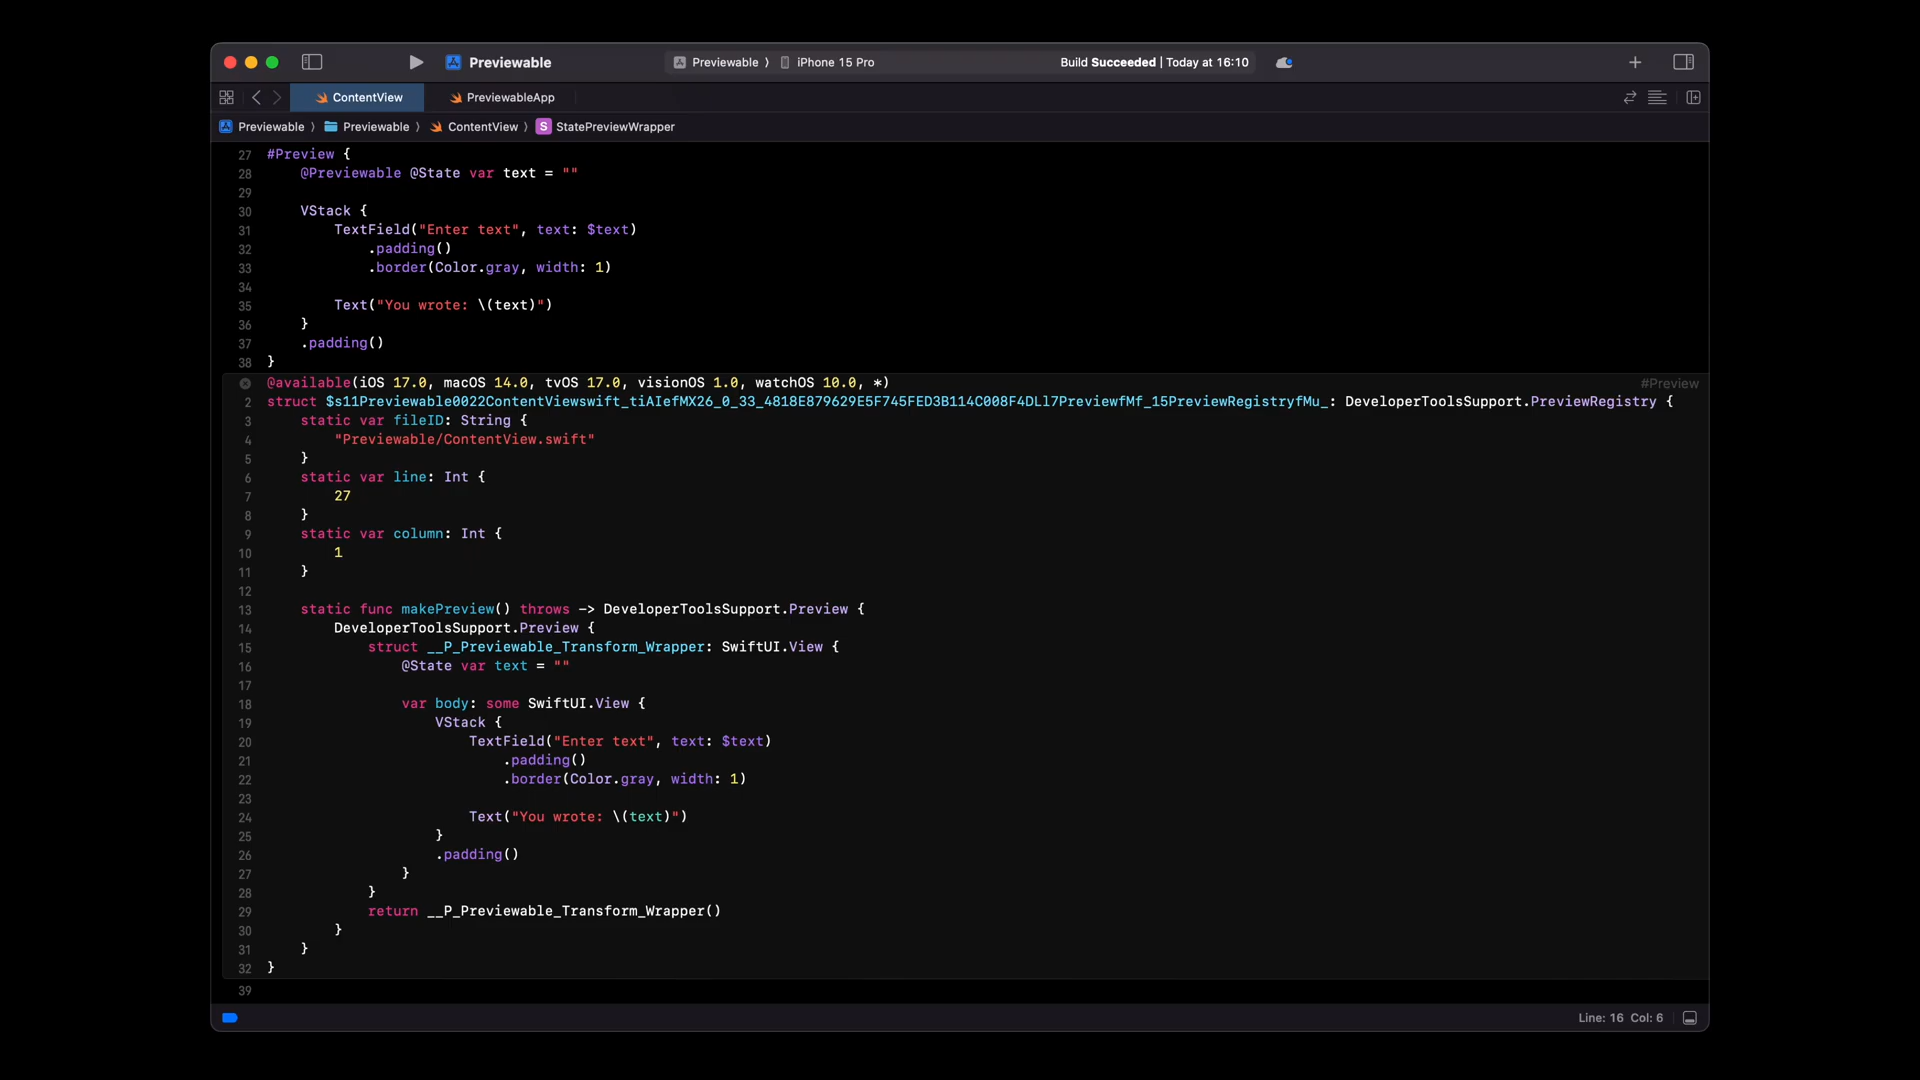 Previewable
Previewable 〉 iPhone 15 Pro
Build Succeeded | Today at 16:10
ContentView
PreviewableApp
Previewable 〉 Previewable 〉 ContentView 〉 S StatePreviewWrapper
27 #Preview {
28 @Previewable @State var text = ""
29
30 VStack {
31 TextField("Enter text", text: $text)
32 .padding()
33 .border(Color.gray, width: 1)
34
35 Text("You wrote: \(text)")
36 }
37 .padding()
38 }
@available(iOS 17.0, macOS 14.0, tvOS 17.0, visionOS 1.0, watchOS 10.0, *) #Preview
2 struct $s11Previewable0022ContentViewswift_tiAIefMX26_0_33_4818E879629E5F745FED3B114C008F4DLl7PreviewfMf_15PreviewRegistryfMu_: DeveloperToolsSupport.PreviewRegistry {
3 static var fileID: String {
4 "Previewable/ContentView.swift"
5 }
6 static var line: Int {
7 27
8 }
9 static var column: Int {
10 1
11 }
12
13 static func makePreview() throws -> DeveloperToolsSupport.Preview {
14 DeveloperToolsSupport.Preview {
15 struct __P_Previewable_Transform_Wrapper: SwiftUI.View {
16 @State var text = ""
17
18 var body: some SwiftUI.View {
19 VStack {
20 TextField("Enter text", text: $text)
21 .padding()
22 .border(Color.gray, width: 1)
23
24 Text("You wrote: \(text)")
25 }
26 .padding()
27 }
28 }
29 return __P_Previewable_Transform_Wrapper()
30 }
31 }
32 }
39
Line: 16 Col: 6